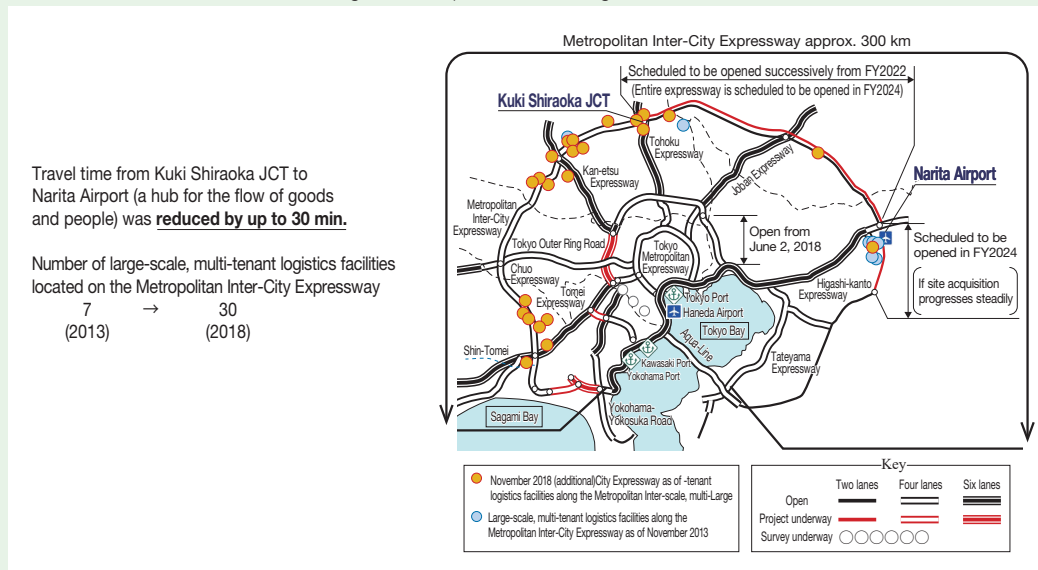 Metropolitan Inter-City Expressway approx. 300 km
Travel time from Kuki Shiraoka JCT to
Narita Airport (a hub for the flow of goods
and people) was reduced by up to 30 min.
Number of large-scale, multi-tenant logistics facilities
located on the Metropolitan Inter-City Expressway
7 → 30
(2013) (2018)
Scheduled to be opened successively from FY2022
(Entire expressway is scheduled to be opened in FY2024)
Kuki Shiraoka JCT
Tohoku
Expressway
Kan-etsu
Expressway
Joban Expressway
Narita Airport
Metropolitan
Inter-City
Expressway
Tokyo Outer Ring Road
Tokyo
Metropolitan
Expressway
Open from
June 2, 2018
Scheduled to be
opened in FY2024
If site acquisition
progresses steadily
Chuo
Expressway
Tomei
Expressway
Higashi-kanto
Expressway
Tokyo Port
Haneda Airport
Tokyo Bay
Aqua-Line
Shin-Tomei
Kawasaki Port
Yokohama Port
Tateyama
Expressway
Sagami Bay
Yokohama-
Yokosuka Road
November 2018 (additional)City Expressway as of -tenant
logistics facilities along the Metropolitan Inter-scale, multi-Large
Large-scale, multi-tenant logistics facilities along the
Metropolitan Inter-City Expressway as of November 2013
Key
Two lanes Four lanes Six lanes
Open
Project underway
Survey underway